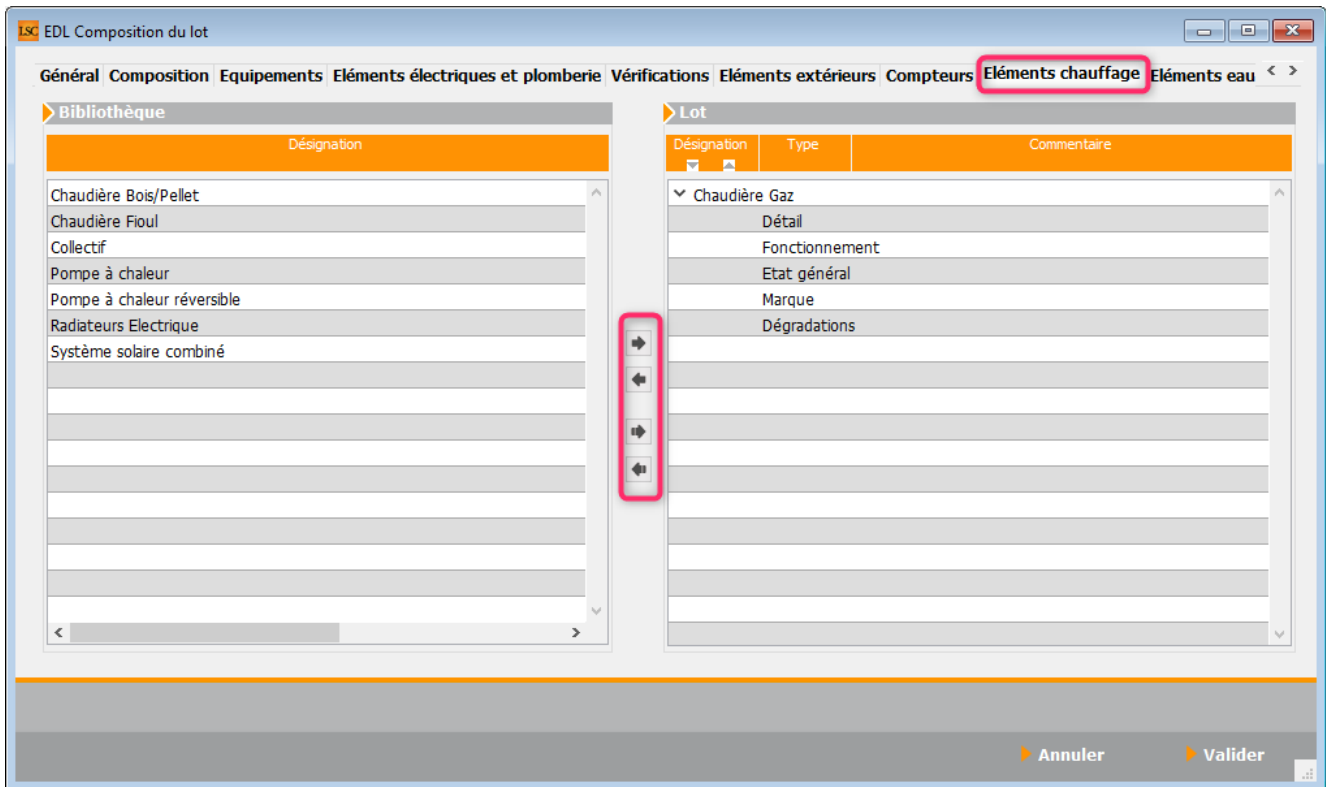 LSC EDL Composition du lot
Général Composition Equipements Eléments électriques et plomberie Vérifications Eléments extérieurs Compteurs Eléments chauffage Eléments eau
Bibliothèque
Désignation
Chaudière Bois/Pellet
Chaudière Fioul
Collectif
Pompe à chaleur
Pompe à chaleur réversible
Radiateurs Electrique
Système solaire combiné
Lot
Désignation Type Commentaire
Chaudière Gaz
Détail
Fonctionnement
Etat général
Marque
Dégradations
Annuler Valider